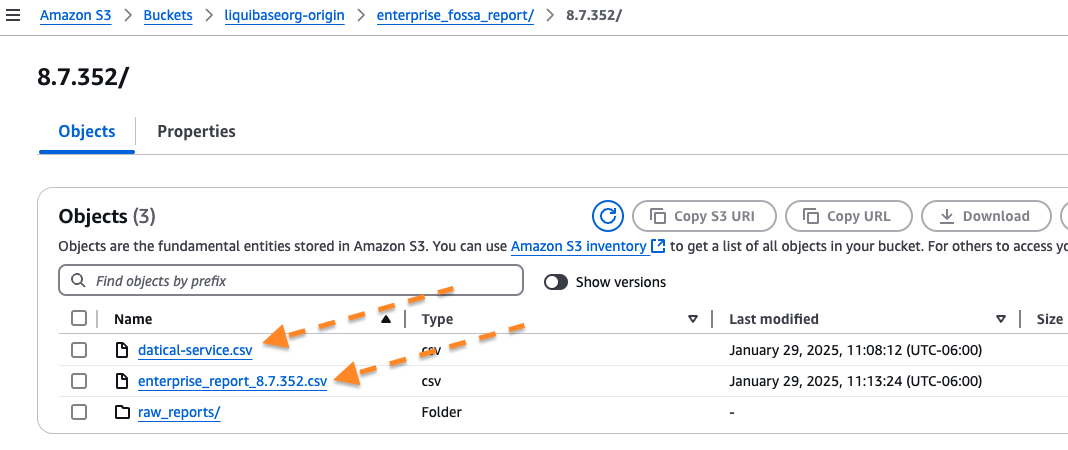 Amazon S3 > Buckets > liquibaseorg-origin > enterprise_fossa_report/ > 8.7.352/
8.7.352/
Objects Properties
Objects (3) Copy S3 URI Copy URL Download
Objects are the fundamental entities stored in Amazon S3. You can use Amazon S3 inventory to get a list of all objects in your bucket. For others to access
Find objects by prefix Show versions
Name Type Last modified Size
datical-service.csv csv January 29, 2025, 11:08:12 (UTC-06:00)
enterprise_report_8.7.352.csv csv January 29, 2025, 11:13:24 (UTC-06:00)
raw_reports/ Folder -